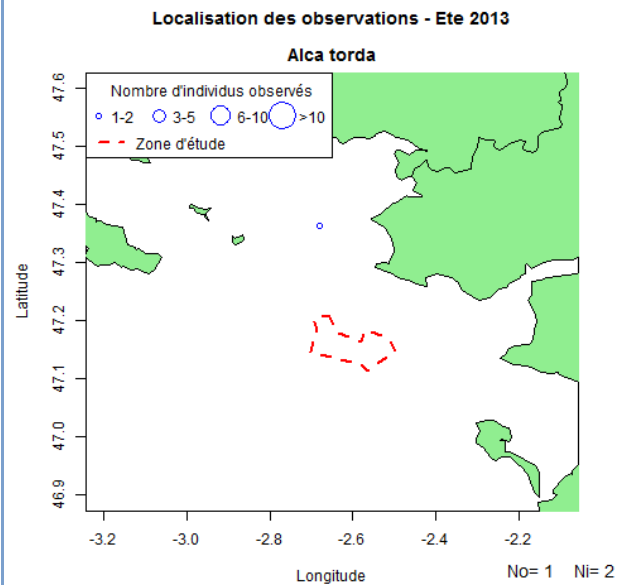 Localisation des observations - Ete 2013
Alca torda
Nombre d'individus observés
1-2 3-5 6-10 >10
Zone d'étude
Latitude
47.6
47.5
47.4
47.3
47.2
47.1
47.0
46.9
-3.2 -3.0 -2.8 -2.6 -2.4 -2.2
Longitude
No= 1 Ni= 2